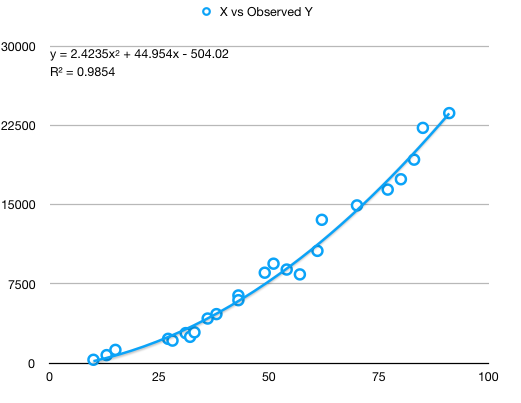 X vs Observed Y
30000
y = 2.4235x² + 44.954x - 504.02
R² = 0.9854
22500
15000
7500
0
0 25 50 75 100